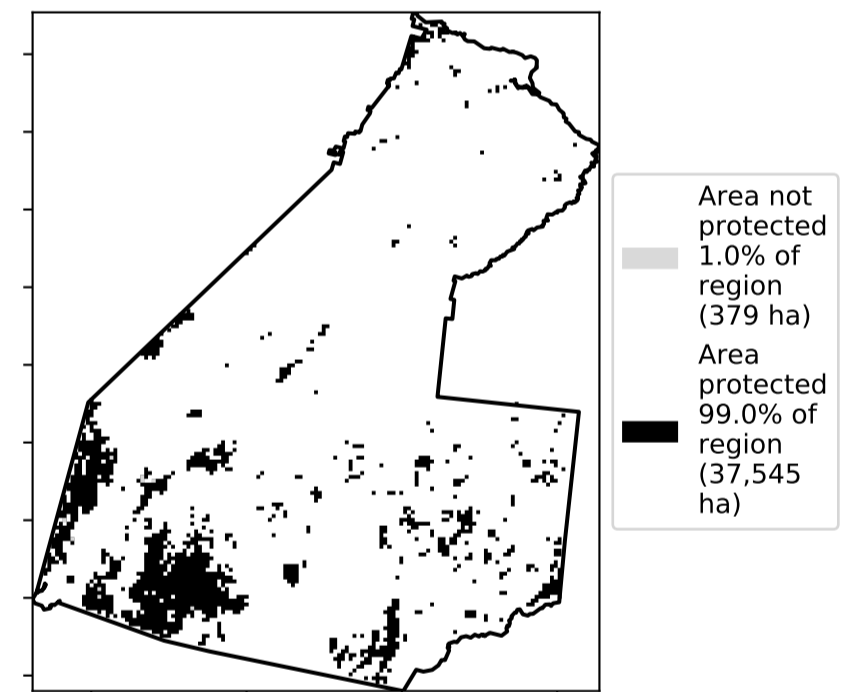 Area not
protected
1.0% of
region
(379 ha)
Area
protected
99.0% of
region
(37,545
ha)